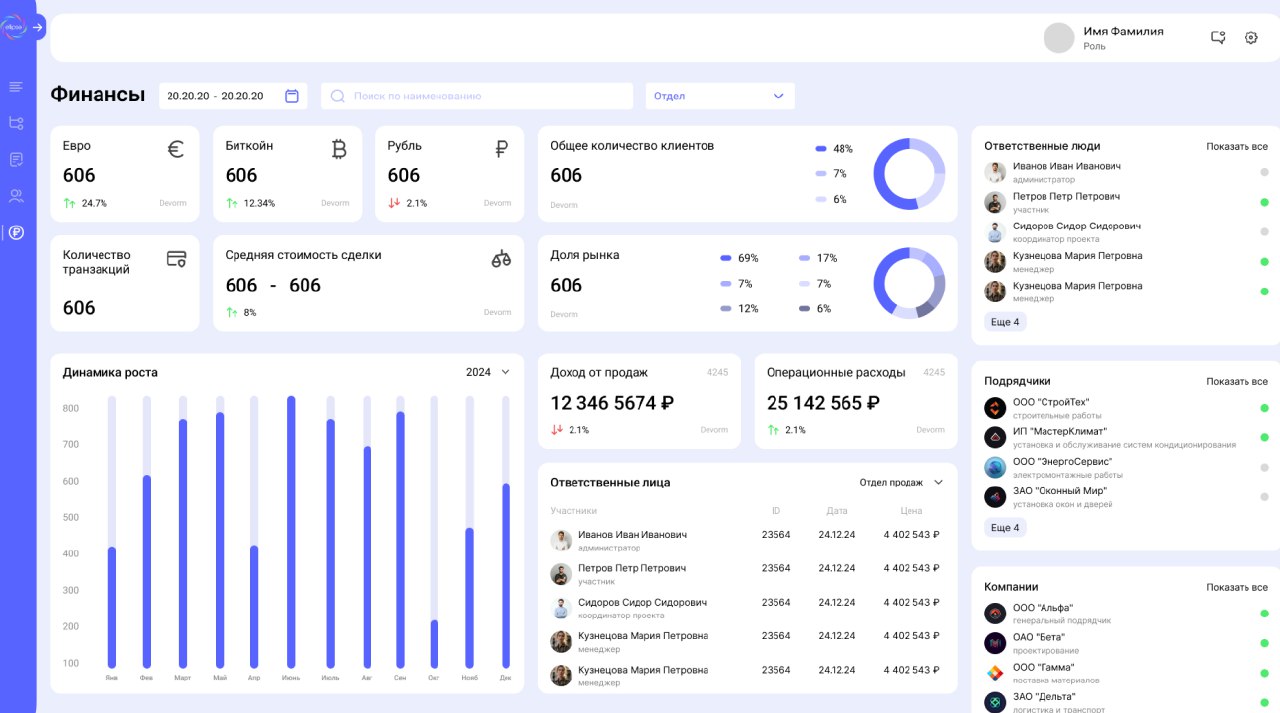 ellipse
Имя Фамилия
Роль
Финансы
20.20.20 - 20.20.20
Поиск по наименованию
Отдел
Евро
606
24.7%
Devorm
Биткойн
606
12.34%
Devorm
Рубль
606
2.1%
Devorm
Общее количество клиентов
606
Devorm
48%
7%
6%
Количество
транзакций
606
Средняя стоимость сделки
606 - 606
8%
Devorm
Доля рынка
606
Devorm
69%
17%
7%
7%
12%
6%
Динамика роста
2024
800
700
600
500
400
300
200
100
Янв
Фев
Март
Май
Апр
Июнь
Июль
Авг
Сен
Окт
Нояб
Дек
Доход от продаж
4245
12 346 5674 ₽
2.1%
Devorm
Операционные расходы
4245
25 142 565 ₽
2.1%
Devorm
Ответственные лица
Отдел продаж
Участники ID Дата Цена
Иванов Иван Иванович 23564 24.12.24 4 402 543 ₽
администратор
Петров Петр Петрович 23564 24.12.24 4 402 543 ₽
участник
Сидоров Сидор Сидорович 23564 24.12.24 4 402 543 ₽
координатор проекта
Кузнецова Мария Петровна 23564 24.12.24 4 402 543 ₽
менеджер
Кузнецова Мария Петровна 23564 24.12.24 4 402 543 ₽
менеджер
Ответственные люди
Показать все
Иванов Иван Иванович
администратор
Петров Петр Петрович
участник
Сидоров Сидор Сидорович
координатор проекта
Кузнецова Мария Петровна
менеджер
Кузнецова Мария Петровна
менеджер
Еще 4
Подрядчики
Показать все
ООО "СтройТех"
строительные работы
ИП "МастерКлимат"
установка и обслуживание систем кондиционирования
ООО "ЭнергоСервис"
электромонтажные работы
ЗАО "Оконный Мир"
установка окон и дверей
Еще 4
Компании
Показать все
ООО "Альфа"
генеральный подрядчик
ОАО "Бета"
проектирование
ООО "Гамма"
поставка материалов
ЗАО "Дельта"
логистика и транспорт